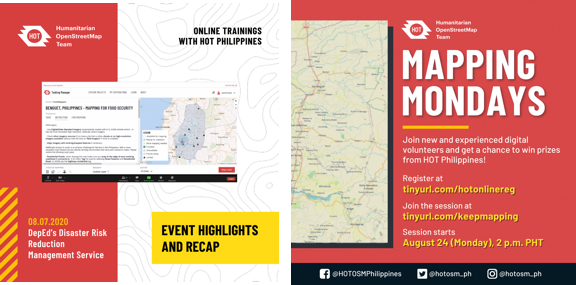 Humanitarian
OpenStreetMap
Team
HOT
ONLINE TRAININGS
WITH HOT PHILIPPINES
BENGUET, PHILIPPINES - MAPPING FOR FOOD SECURITY
08.07.2020
DepEd's Disaster Risk
Reduction
Management Service
EVENT HIGHLIGHTS
AND RECAP
HOT
Humanitarian
OpenStreetMap
Team
MAPPING
MONDAYS
Join new and experienced digital
volunteers and get a chance to win prizes
from HOT Philippines!
Register at
tinyurl.com/hotonlinereg
Join the session at
tinyurl.com/keepmapping
Session starts
August 24 (Monday), 2 p.m. PHT
@HOTOSMPhilippines
@hotosm_ph
@hotosm_ph